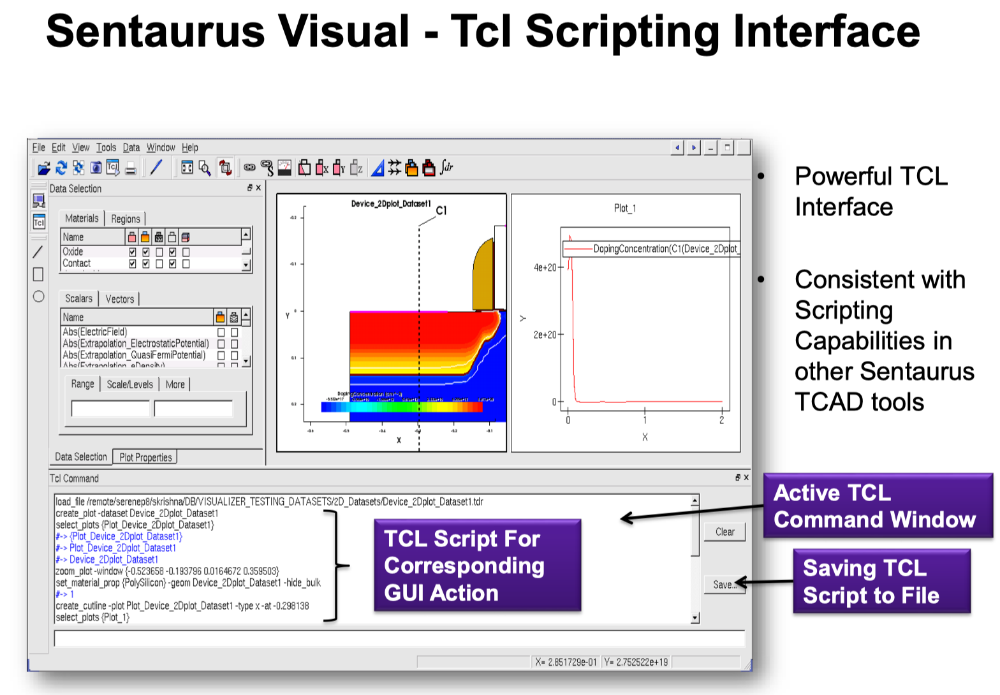 Sentaurus Visual - Tcl Scripting Interface
File Edit View Tools Data Window Help
Tcl
∫dr
Data Selection
Materials Regions
Name
Oxide
Contact
Scalars Vectors
Name
Abs(ElectricField)
Abs(Extrapolation_ElectrostaticPotential)
Abs(Extrapolation_QuasiFermiPotential)
Abs(Extrapolation_eDensity)
Range Scale/Levels More
Data Selection Plot Properties
Device_2Dplot_Dataset1
C1
-0.2
-0.1
Y 0
0.1
0.2
DopingConcentration (cm^-3)
-0.6 -0.5 -0.4 -0.3 -0.2 -0.1
X
Plot_1
DopingConcentration(C1(Device_2Dplot_
4e+20
Y
2e+20
0
0 1 2
X
• Powerful TCL
Interface
• Consistent with
Scripting
Capabilities in
other Sentaurus
TCAD tools
Tcl Command
load_file /remote/serenep8/skrishna/DB/VISUALIZER_TESTING_DATASETS/2D_Datasets/Device_2Dplot_Dataset1.tdr
create_plot -dataset Device_2Dplot_Dataset1
select_plots {Plot_Device_2Dplot_Dataset1}
#-> {Plot_Device_2Dplot_Dataset1}
#-> Plot_Device_2Dplot_Dataset1
#-> Device_2Dplot_Dataset1
zoom_plot -window {-0.523658 -0.193796 0.0164672 0.359503}
set_material_prop {PolySilicon} -geom Device_2Dplot_Dataset1 -hide_bulk
#-> 1
create_cutline -plot Plot_Device_2Dplot_Dataset1 -type x -at -0.298138
select_plots {Plot_1}
TCL Script For
Corresponding
GUI Action
Active TCL
Command Window
Clear
Save...
Saving TCL
Script to File
X= 2.851729e-01 Y= 2.752522e+19